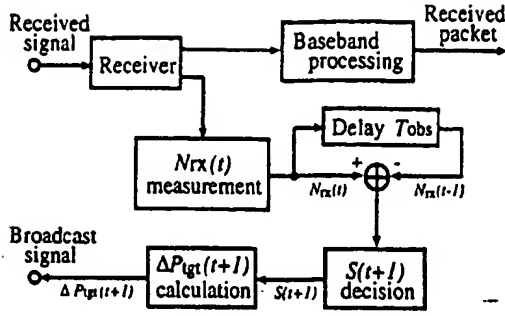 Received signal
Received packet
Receiver
Baseband processing
Delay Tobs
Nrx(t) measurement
+
-
Nrx(t)
Nrx(t-1)
Broadcast signal
ΔPtgt(t+1)
ΔPtgt(t+1) calculation
S(t+1)
S(t+1) decision